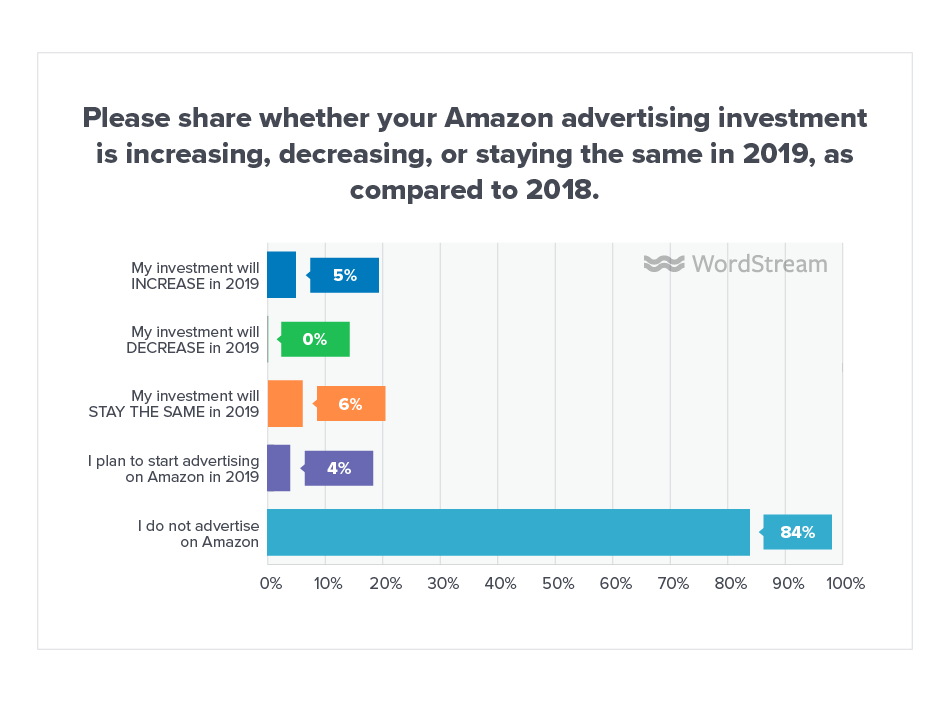 Please share whether your Amazon advertising investment
is increasing, decreasing, or staying the same in 2019, as
compared to 2018.
WordStream
My investment will
INCREASE in 2019
5%
My investment will
DECREASE in 2019
0%
My investment will
STAY THE SAME in 2019
6%
I plan to start advertising
on Amazon in 2019
4%
I do not advertise
on Amazon
84%
0% 10% 20% 30% 40% 50% 60% 70% 80% 90% 100%